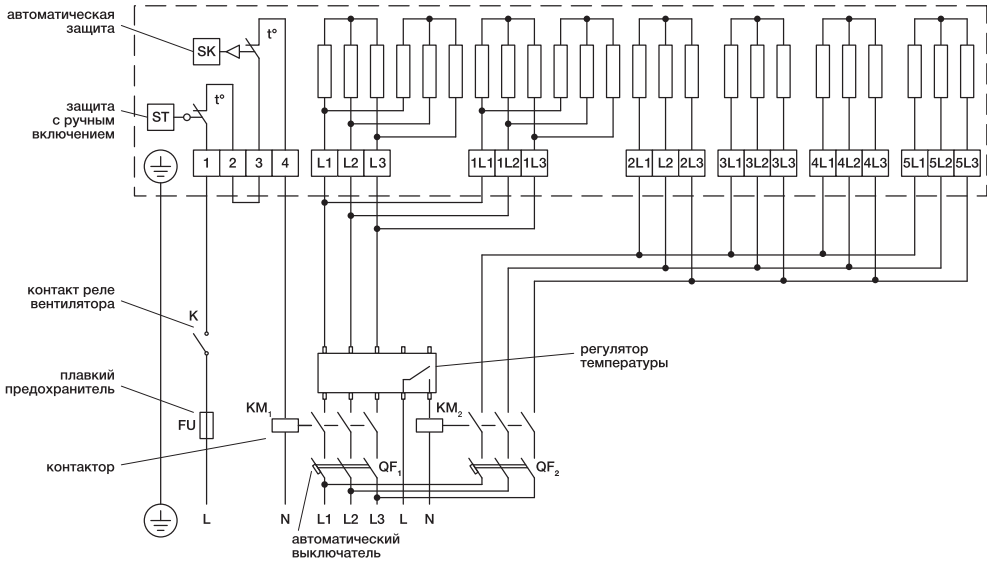 автоматическая
защита
SK
t°
защита
с ручным
включением
ST
t°
1 2 3 4
L1 L2 L3
1L1 1L2 1L3
2L1 L2 2L3
3L1 3L2 3L3
4L1 4L2 4L3
5L1 5L2 5L3
контакт реле
вентилятора
K
регулятор
температуры
плавкий
предохранитель
FU
KM₁
KM₂
контактор
QF₁
QF₂
L
N
L1 L2 L3 L N
автоматический
выключатель